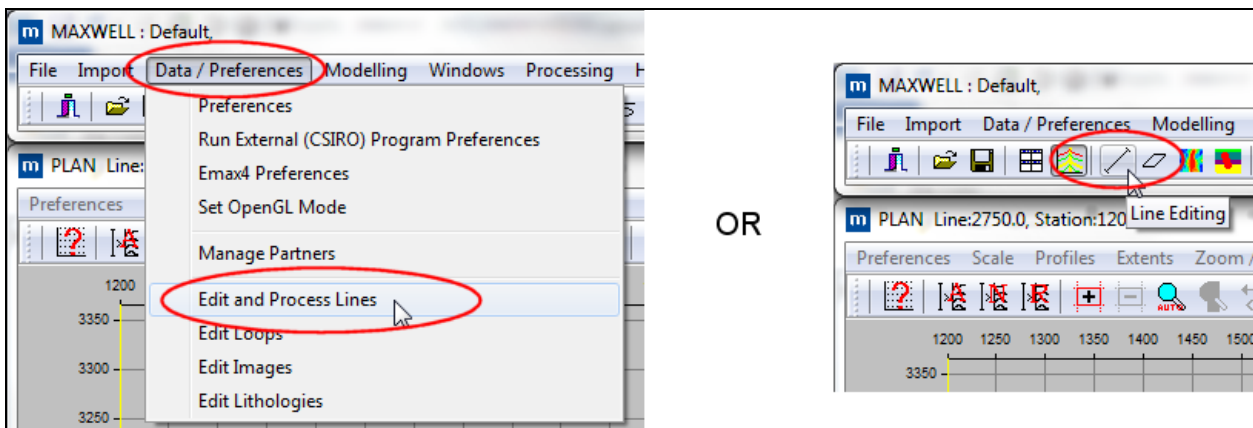 m MAXWELL : Default,
File Import Data / Preferences Modelling Windows Processing
Preferences
Run External (CSIRO) Program Preferences
Emax4 Preferences
Set OpenGL Mode
Manage Partners
Edit and Process Lines
Edit Loops
Edit Images
Edit Lithologies
m PLAN Line:
Preferences
1200
3350
3300
3250
OR
m MAXWELL : Default,
File Import Data / Preferences Modelling
Line Editing
m PLAN Line:2750.0, Station:120
Preferences Scale Profiles Extents Zoom /
AUTO
1200 1250 1300 1350 1400 1450 1500
3350